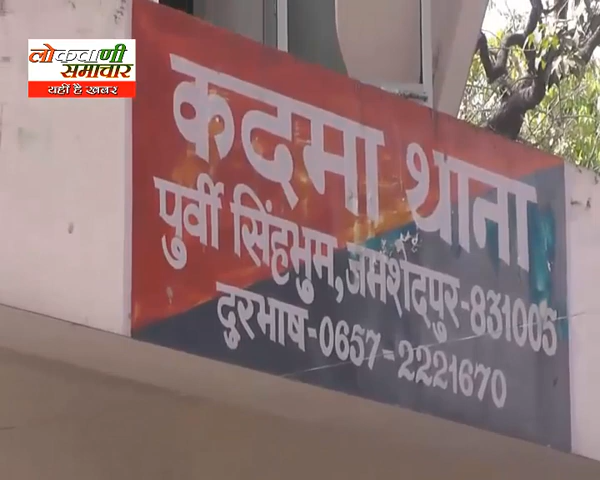 लोकवाणी
समाचार
यहीं है खबर
कदमा थाना
पुर्वी सिंहभुम,जमशेदपुर-831005
दुरभाष-0657-2221670